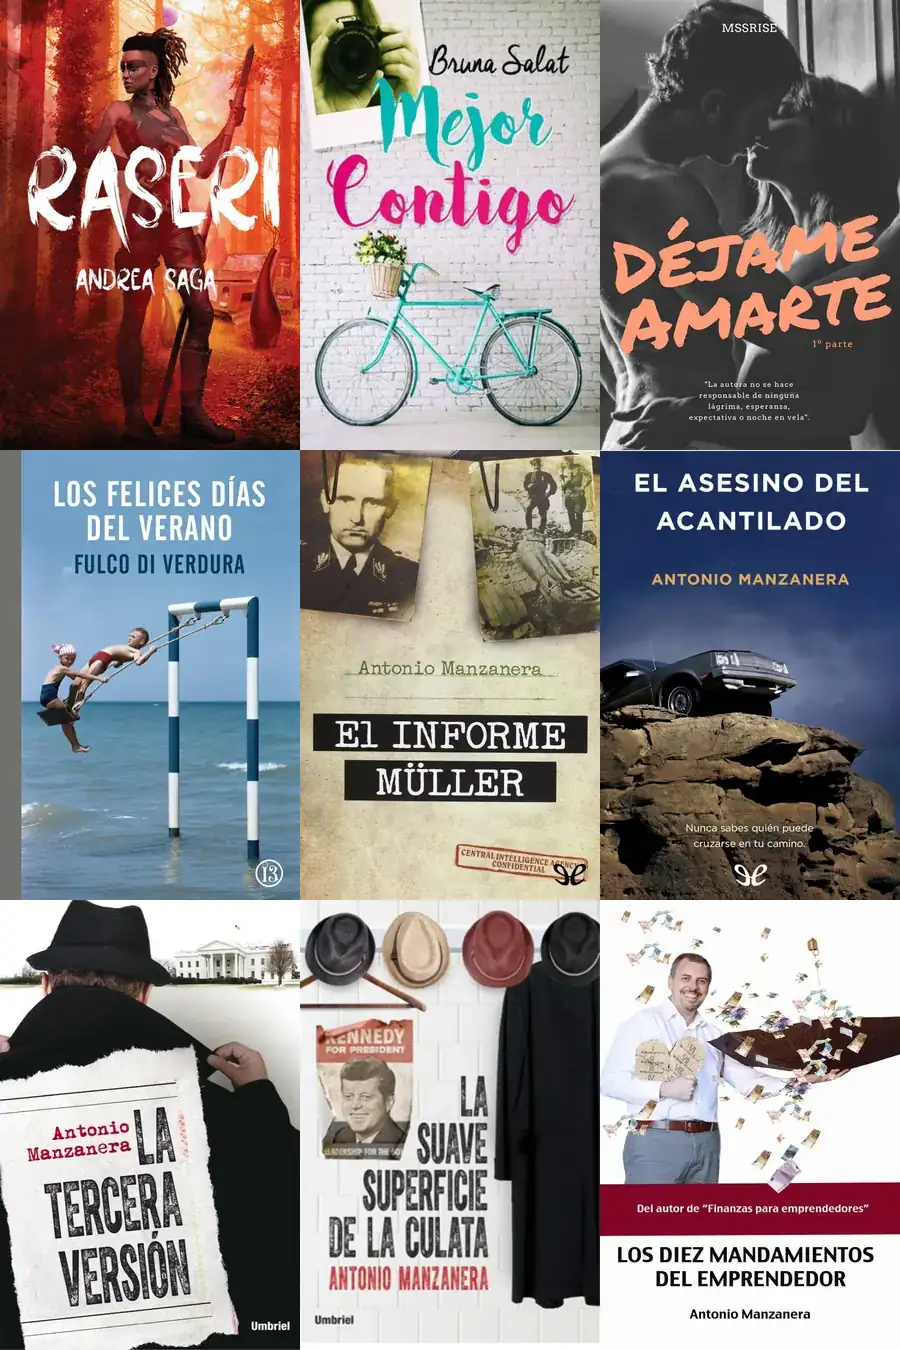 RASERI
ANDREA SAGA
Bruna Salat
Mejor
Contigo
MSSRISE
DÉJAME
AMARTE
1º parte
"La autora no se hace
responsable de ninguna
lágrima, esperanza,
expectativa o noche en vela".
LOS FELICES DÍAS
DEL VERANO
FULCO DI VERDURA
13
Antonio Manzanera
El INFORME
MÜLLER
CENTRAL INTELLIGENCE AGENCY
CONFIDENTIAL
EL ASESINO DEL
ACANTILADO
ANTONIO MANZANERA
Nunca sabes quién puede
cruzarse en tu camino.
Antonio
Manzanera
LA
TERCERA
VERSIÓN
Umbriel
KENNEDY
FOR PRESIDENT
LEADERSHIP FOR THE
LA
SUAVE
SUPERFICIE
DE LA CULATA
ANTONIO MANZANERA
Umbriel
Del autor de "Finanzas para emprendedores"
LOS DIEZ MANDAMIENTOS
DEL EMPRENDEDOR
Antonio Manzanera